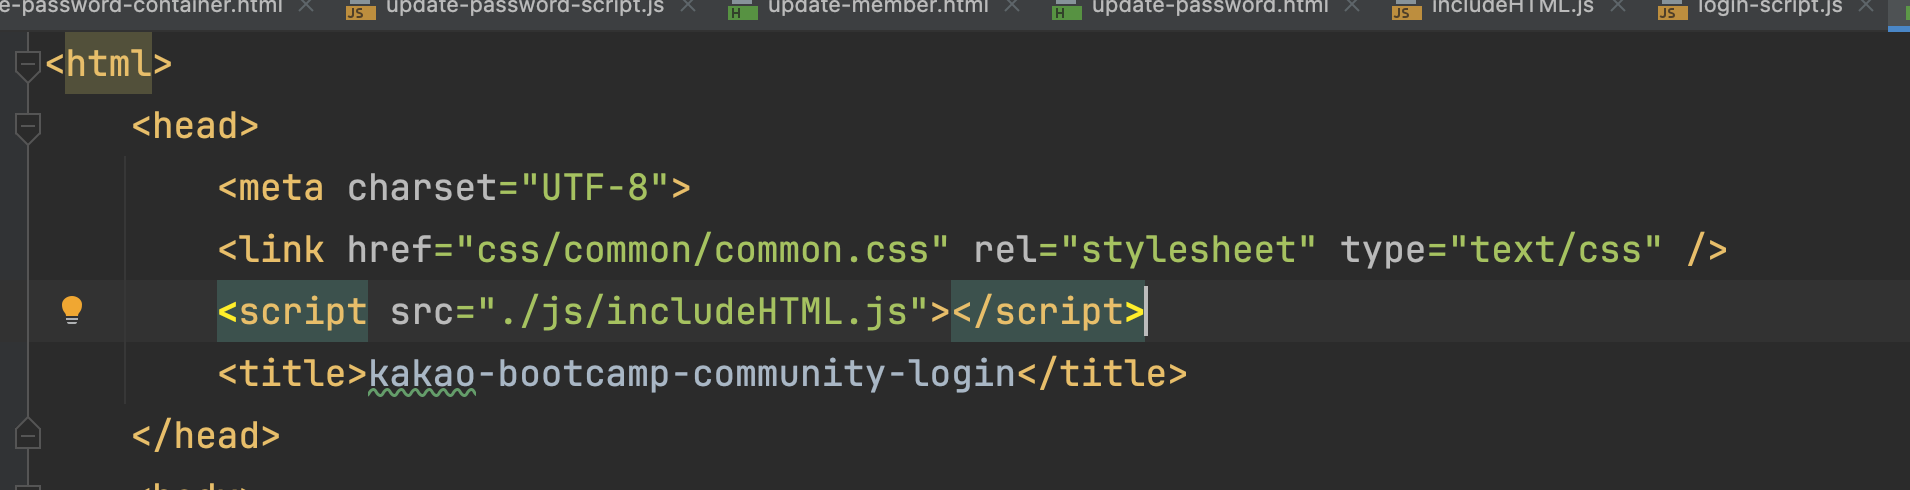 e-password-container.html JS update-password-script.js H update-member.html H update-password.html JS includeHTML.js JS login-script.js
<html>
<head>
<meta charset="UTF-8">
<link href="css/common/common.css" rel="stylesheet" type="text/css" />
<script src="./js/includeHTML.js"></script>
<title>kakao-bootcamp-community-login</title>
</head>
<body>